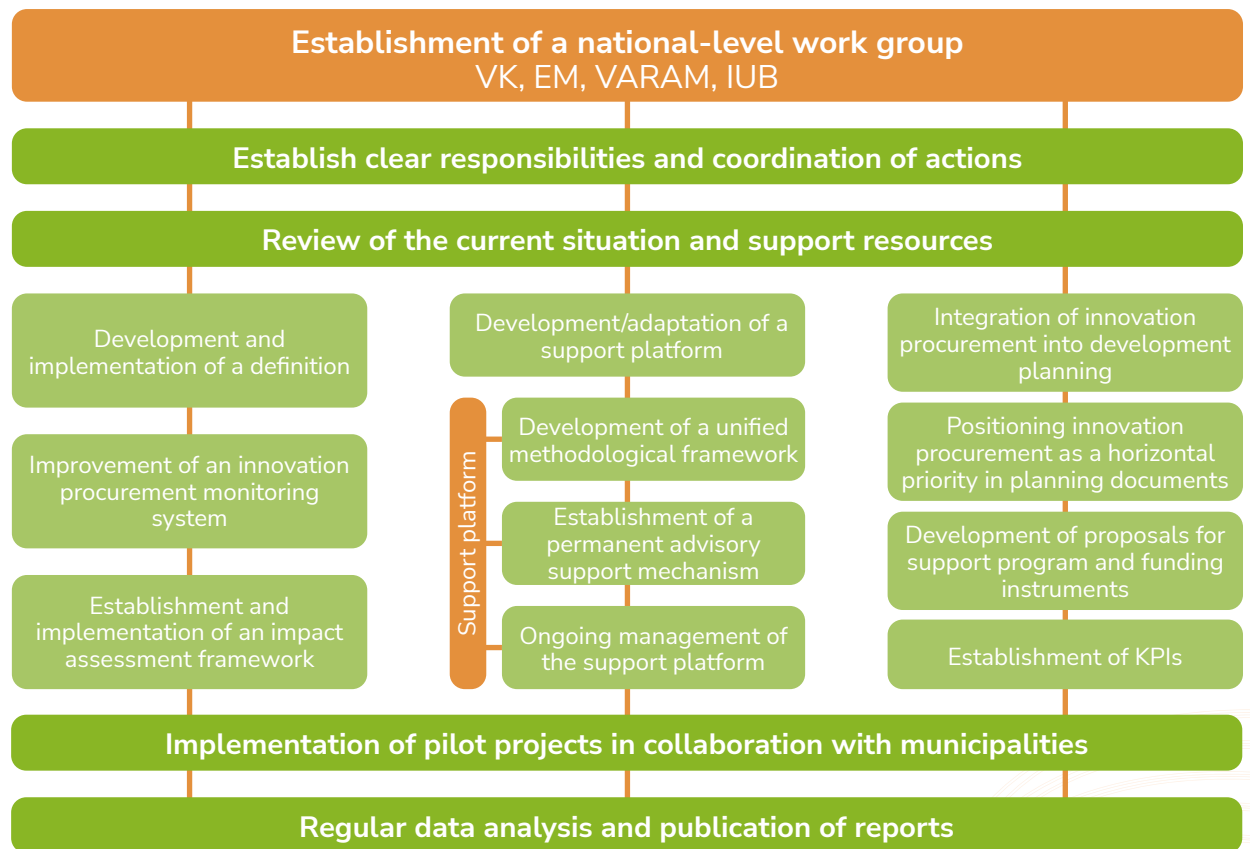 Establishment of a national-level work group
VK, EM, VARAM, IUB
Establish clear responsibilities and coordination of actions
Review of the current situation and support resources
Development and
implementation of a definition
Improvement of an innovation
procurement monitoring
system
Establishment and
implementation of an impact
assessment framework
Development/adaptation of a
support platform
Support platform
Development of a unified
methodological framework
Establishment of a
permanent advisory
support mechanism
Ongoing management of
the support platform
Integration of innovation
procurement into development
planning
Positioning innovation
procurement as a horizontal
priority in planning documents
Development of proposals for
support program and funding
instruments
Establishment of KPIs
Implementation of pilot projects in collaboration with municipalities
Regular data analysis and publication of reports